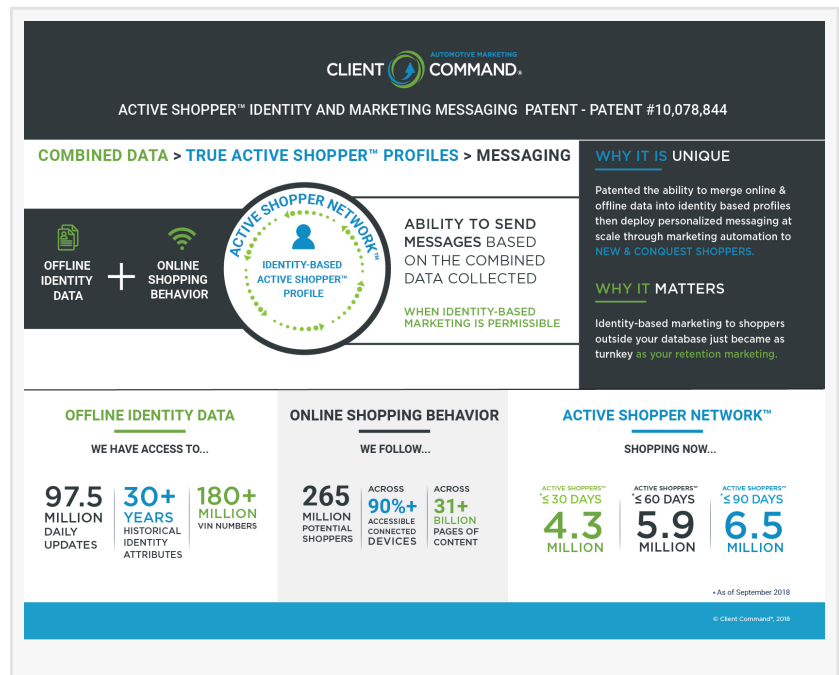 AUTOMOTIVE MARKETING
CLIENT COMMAND®
ACTIVE SHOPPER™ IDENTITY AND MARKETING MESSAGING PATENT - PATENT #10,078,844
COMBINED DATA > TRUE ACTIVE SHOPPER™ PROFILES > MESSAGING
OFFLINE
IDENTITY
DATA
+
ONLINE
SHOPPING
BEHAVIOR
ACTIVE SHOPPER NETWORK™
IDENTITY-BASED
ACTIVE SHOPPER™
PROFILE
ABILITY TO SEND
MESSAGES BASED
ON THE COMBINED
DATA COLLECTED
WHEN IDENTITY-BASED
MARKETING IS PERMISSIBLE
WHY IT IS UNIQUE
Patented the ability to merge online &
offline data into identity based profiles
then deploy personalized messaging at
scale through marketing automation to
NEW & CONQUEST SHOPPERS.
WHY IT MATTERS
Identity-based marketing to shoppers
outside your database just became as
turnkey as your retention marketing.
OFFLINE IDENTITY DATA
WE HAVE ACCESS TO...
97.5
MILLION
DAILY
UPDATES
30+
YEARS
HISTORICAL
IDENTITY
ATTRIBUTES
180+
MILLION
VIN NUMBERS
ONLINE SHOPPING BEHAVIOR
WE FOLLOW...
265
MILLION
POTENTIAL
SHOPPERS
ACROSS
90%+
ACCESSIBLE
CONNECTED
DEVICES
ACROSS
31+
BILLION
PAGES OF
CONTENT
ACTIVE SHOPPER NETWORK™
SHOPPING NOW...
ACTIVE SHOPPERS™
*≤ 30 DAYS
4.3
MILLION
ACTIVE SHOPPERS™
*≤ 60 DAYS
5.9
MILLION
ACTIVE SHOPPERS™
*≤ 90 DAYS
6.5
MILLION
• As of September 2018
© Client Command®, 2018